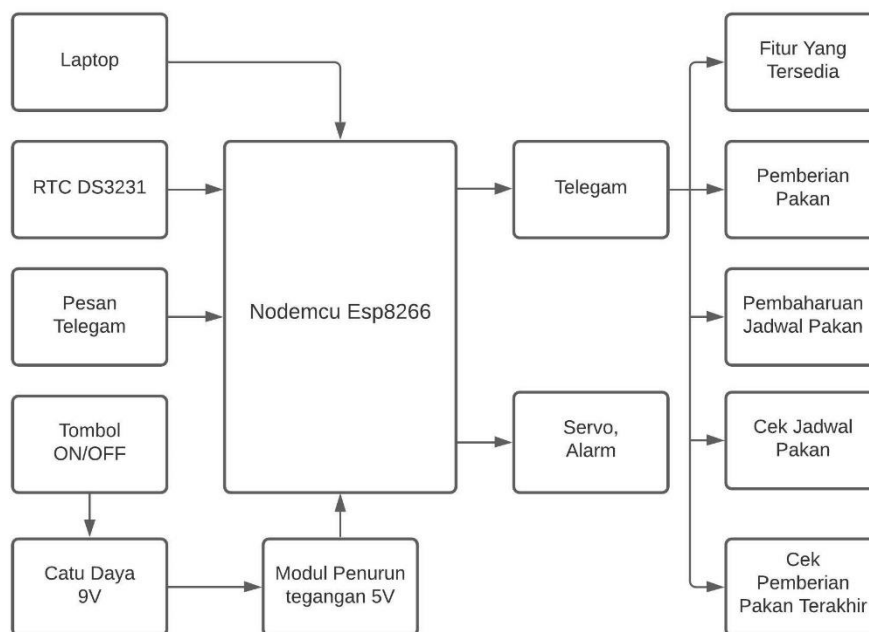 Laptop
RTC DS3231
Pesan
Telegam
Tombol
ON/OFF
Catu Daya
9V
Modul Penurun
tegangan 5V
Nodemcu Esp8266
Telegam
Servo,
Alarm
Fitur Yang
Tersedia
Pemberian
Pakan
Pembaharuan
Jadwal Pakan
Cek Jadwal
Pakan
Cek
Pemberian
Pakan Terakhir